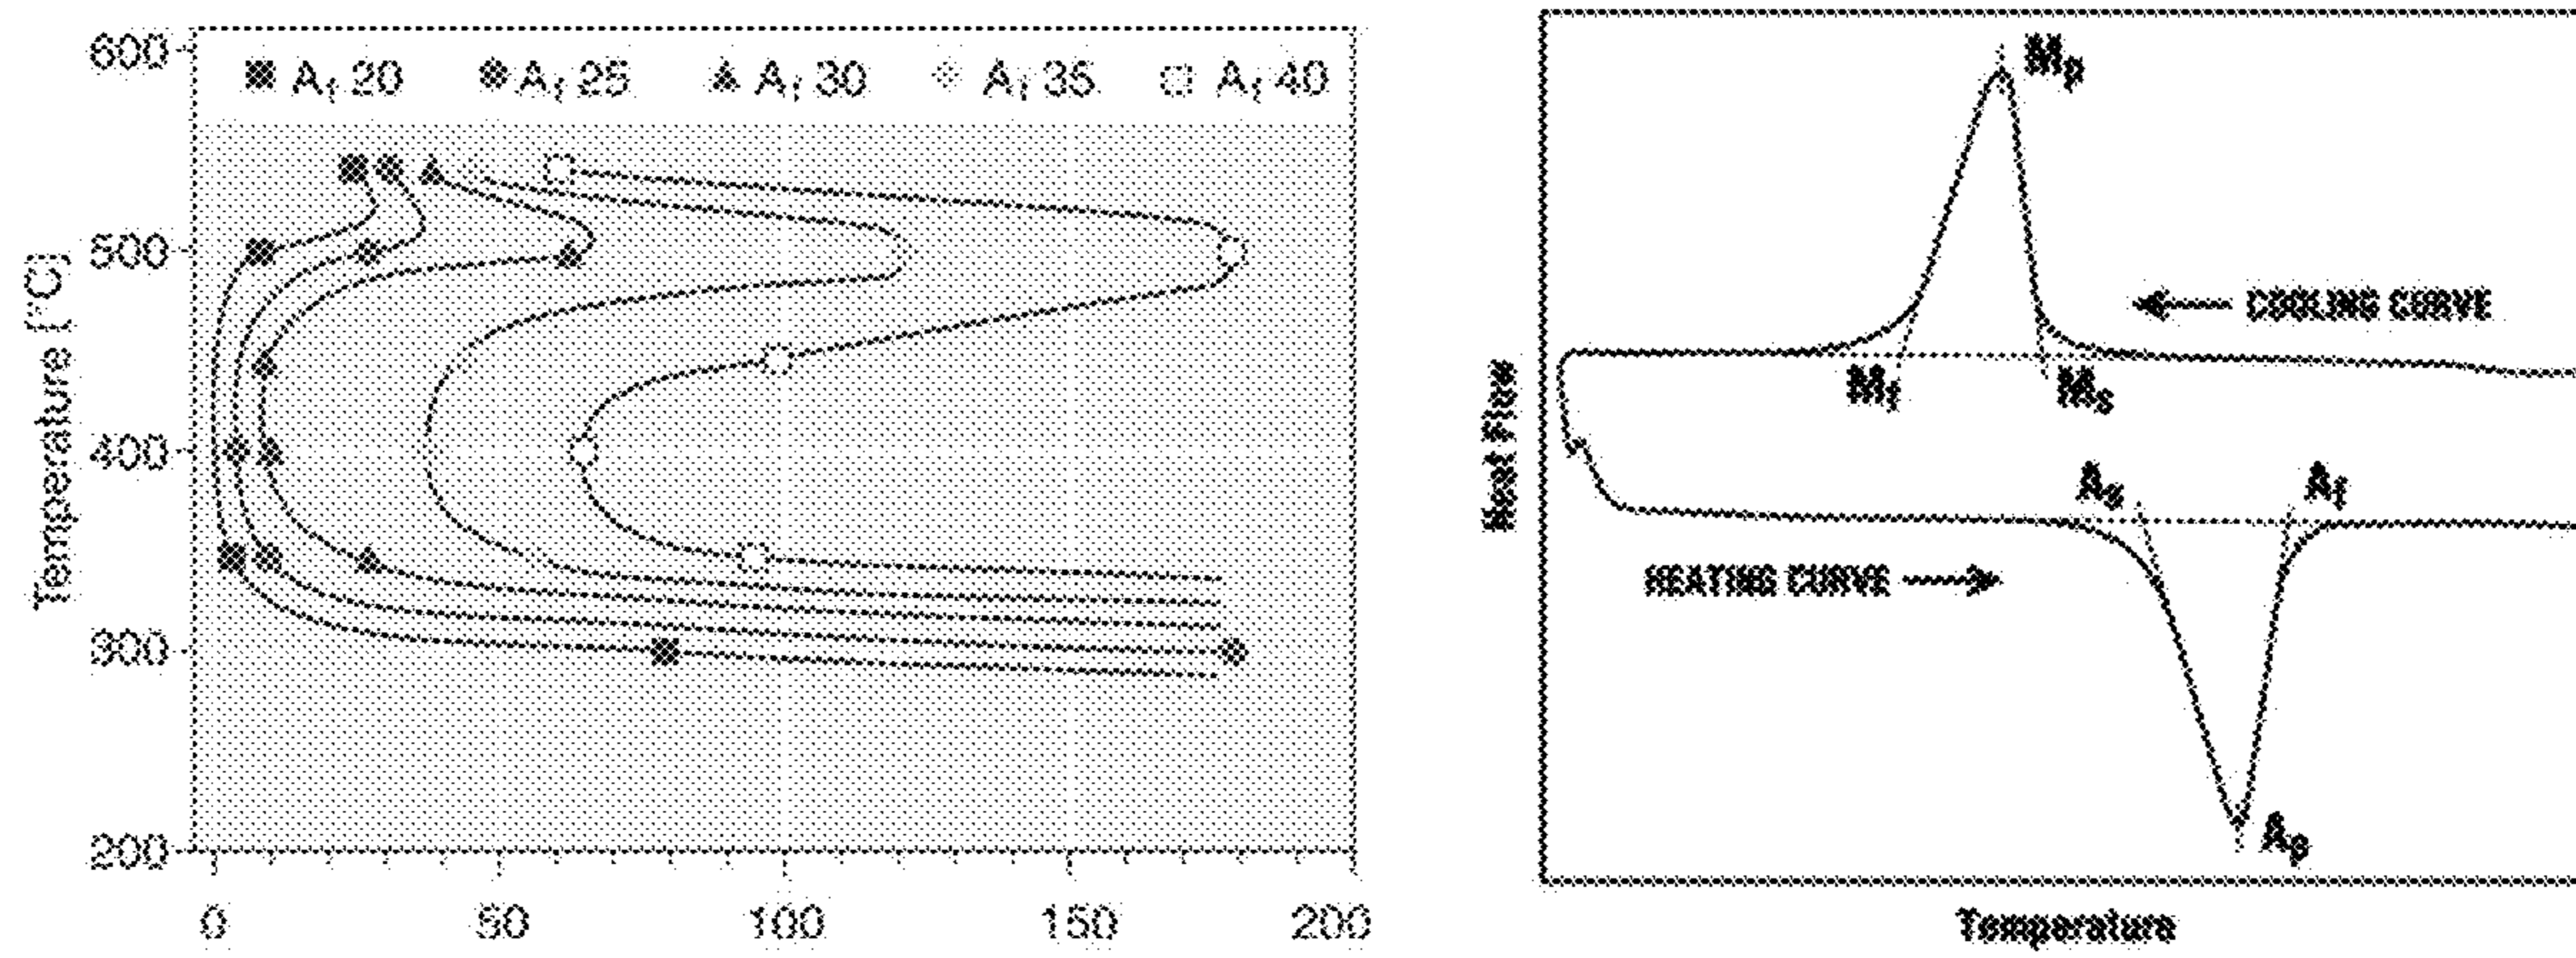 600
A_f 20 A_f 25 A_f 30 A_f 35 A_f 40
500
400
300
200
Temperature [°C]
0 50 100 150 200
M_p
COOLING CURVE
M_f M_s
Heat Flow
A_s A_f
HEATING CURVE
A_p
Temperature